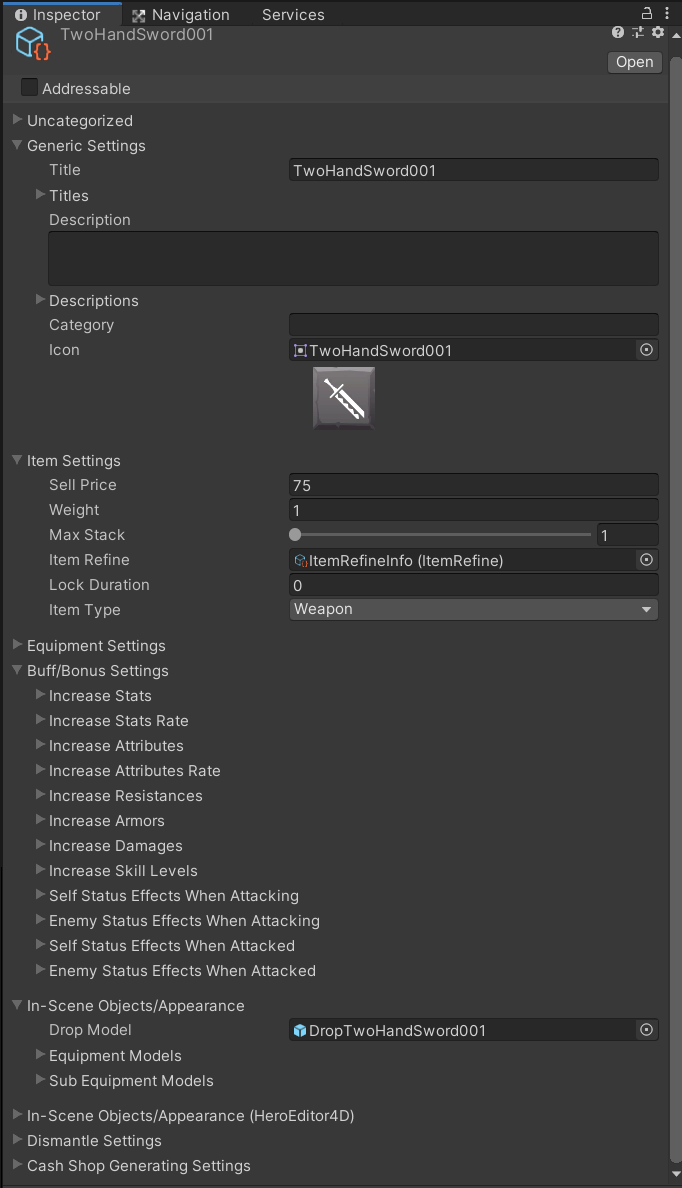 Inspector Navigation Services
TwoHandSword001
Open
Addressable
Uncategorized
Generic Settings
Title TwoHandSword001
Titles
Description
Descriptions
Category
Icon TwoHandSword001
Item Settings
Sell Price 75
Weight 1
Max Stack 1
Item Refine ItemRefineInfo (ItemRefine)
Lock Duration 0
Item Type Weapon
Equipment Settings
Buff/Bonus Settings
Increase Stats
Increase Stats Rate
Increase Attributes
Increase Attributes Rate
Increase Resistances
Increase Armors
Increase Damages
Increase Skill Levels
Self Status Effects When Attacking
Enemy Status Effects When Attacking
Self Status Effects When Attacked
Enemy Status Effects When Attacked
In-Scene Objects/Appearance
Drop Model DropTwoHandSword001
Equipment Models
Sub Equipment Models
In-Scene Objects/Appearance (HeroEditor4D)
Dismantle Settings
Cash Shop Generating Settings